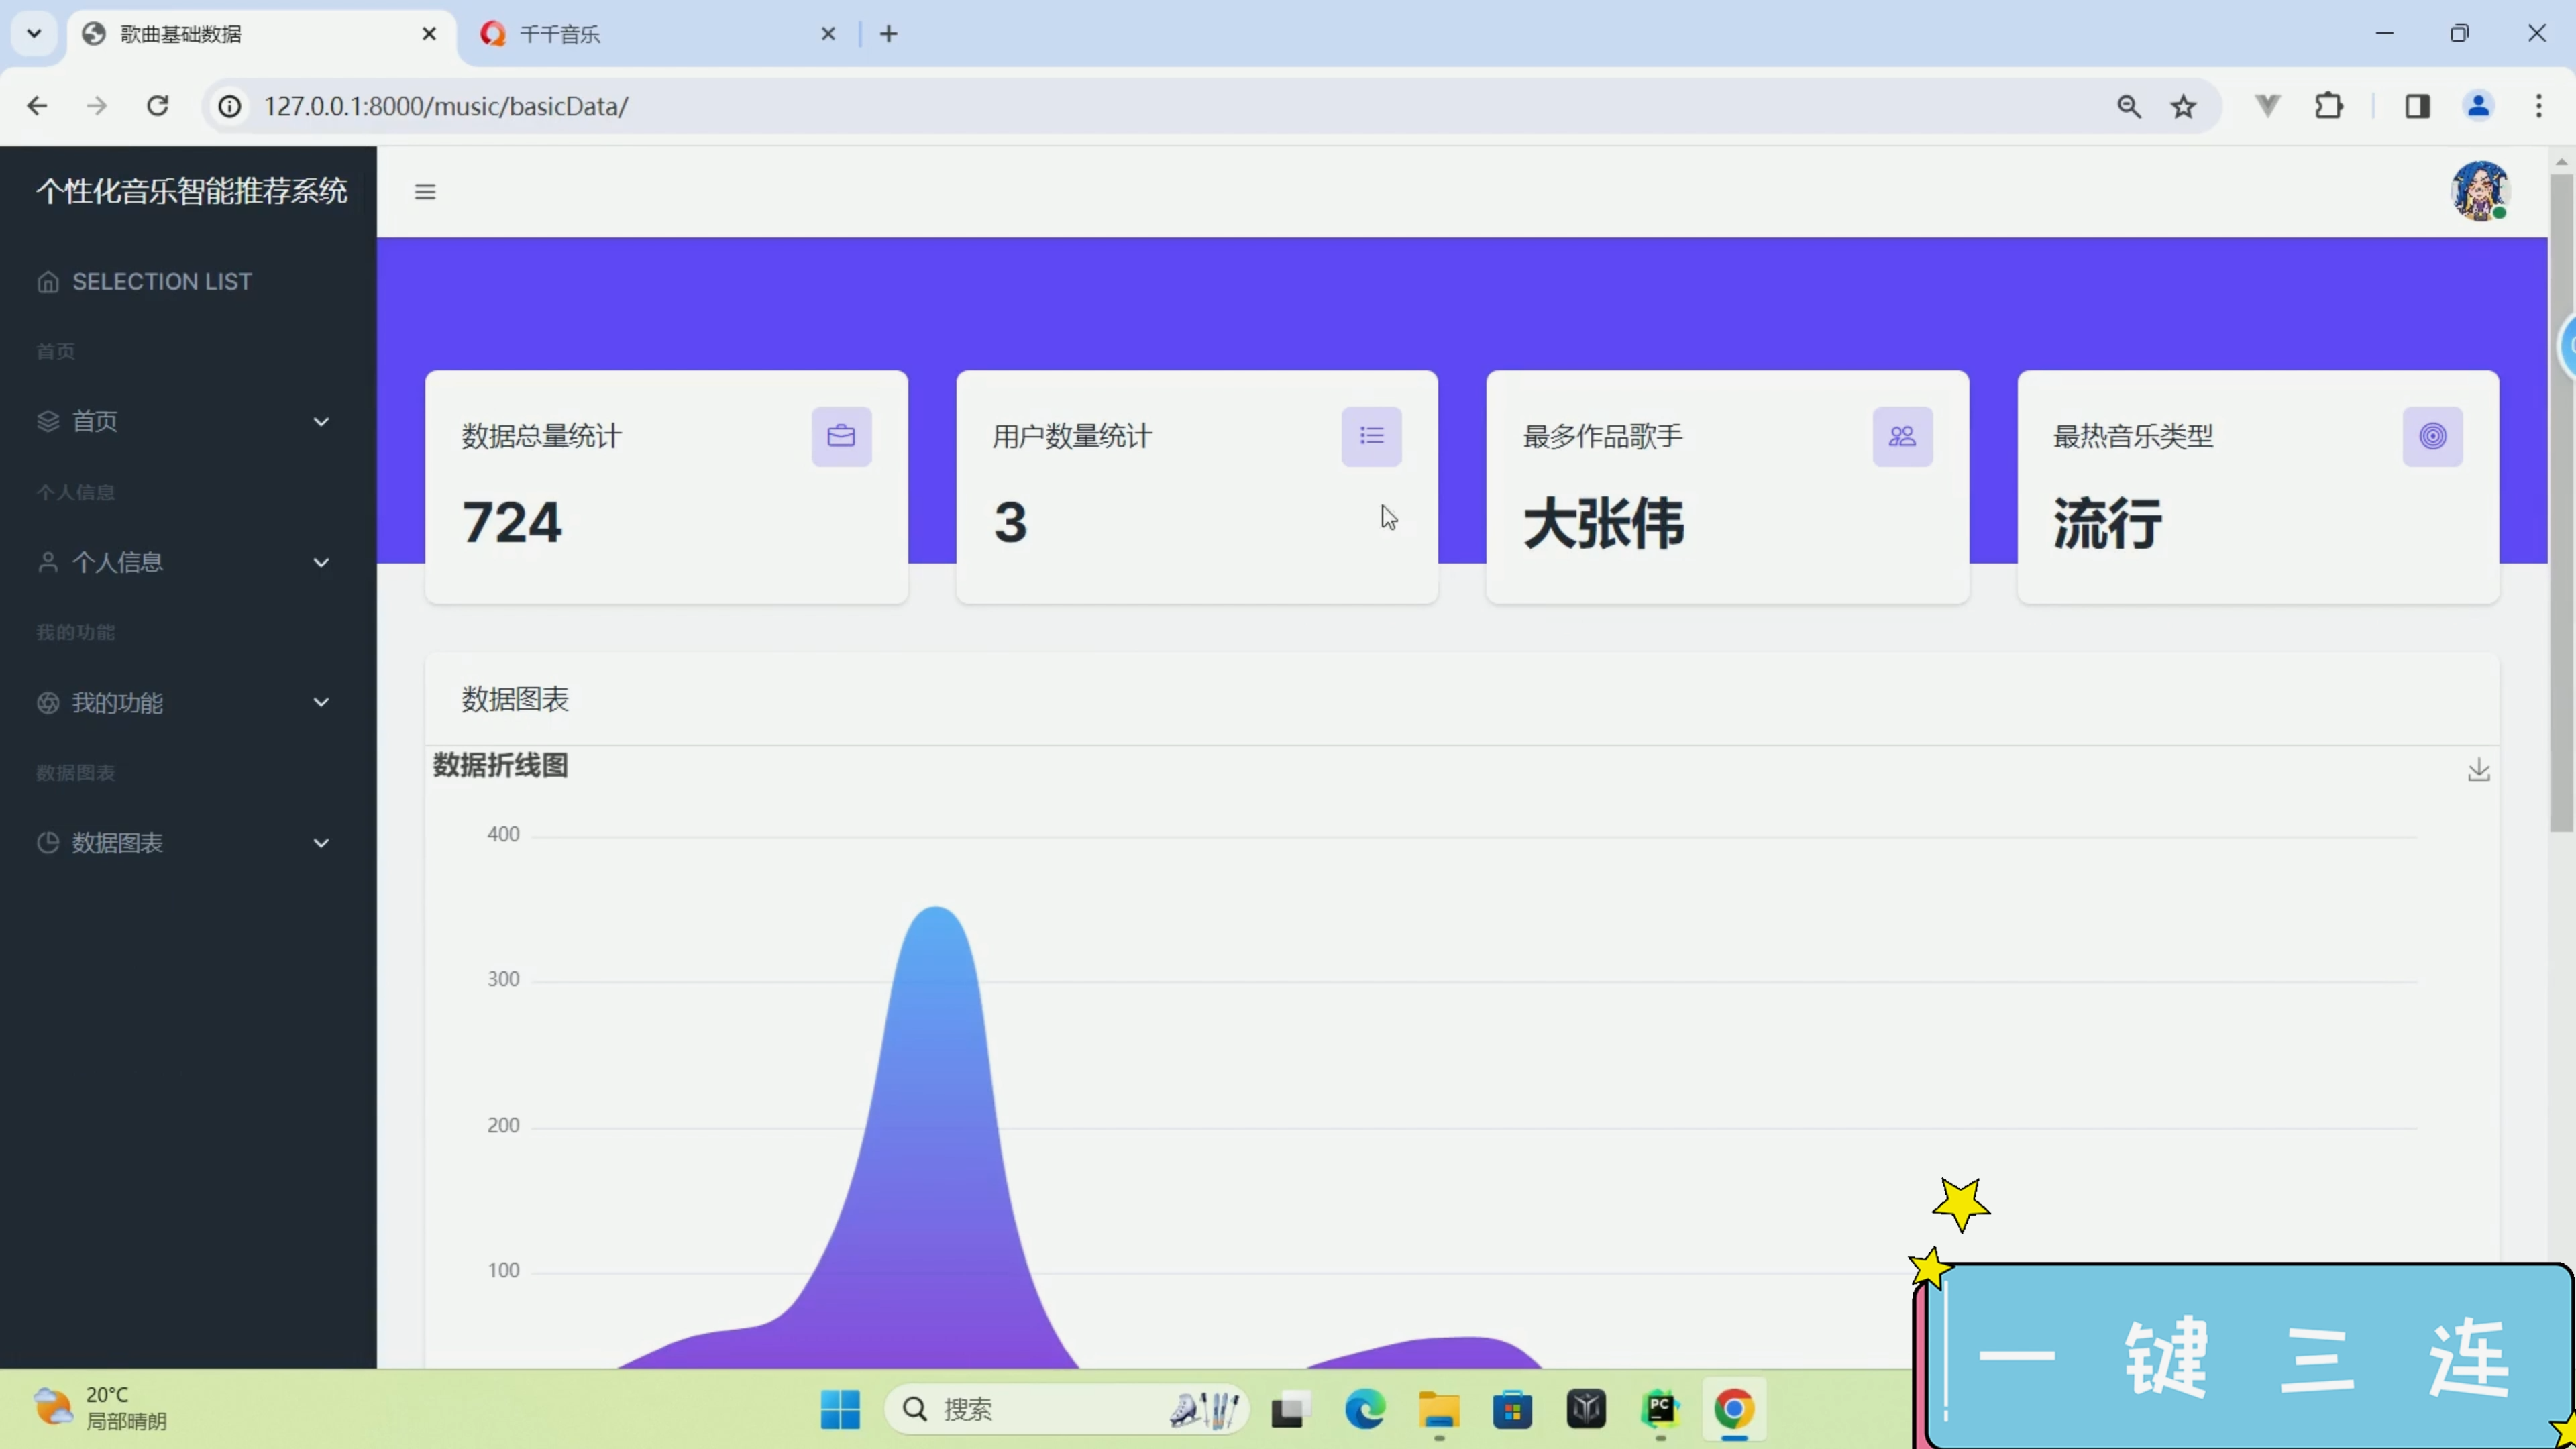 歌曲基础数据
千千音乐
127.0.0.1:8000/music/basicData/
个性化音乐智能推荐系统
SELECTION LIST
首页
首页
个人信息
个人信息
我的功能
我的功能
数据图表
数据图表
数据总量统计
724
用户数量统计
3
最多作品歌手
大张伟
最热音乐类型
流行
数据图表
数据折线图
400
300
200
100
一键三连
20°C
局部晴朗
搜索
PC